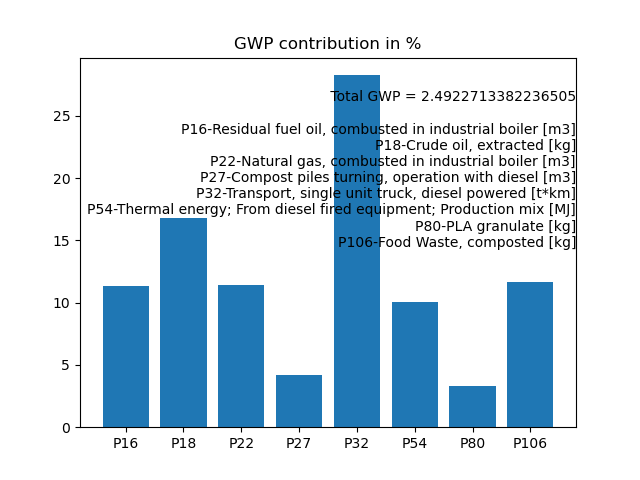 GWP contribution in %
Total GWP = 2.4922713382236505
P16-Residual fuel oil, combusted in industrial boiler [m3]
P18-Crude oil, extracted [kg]
P22-Natural gas, combusted in industrial boiler [m3]
P27-Compost piles turning, operation with diesel [m3]
P32-Transport, single unit truck, diesel powered [t*km]
P54-Thermal energy; From diesel fired equipment; Production mix [MJ]
P80-PLA granulate [kg]
P106-Food Waste, composted [kg]
25
20
15
10
5
0
P16 P18 P22 P27 P32 P54 P80 P106